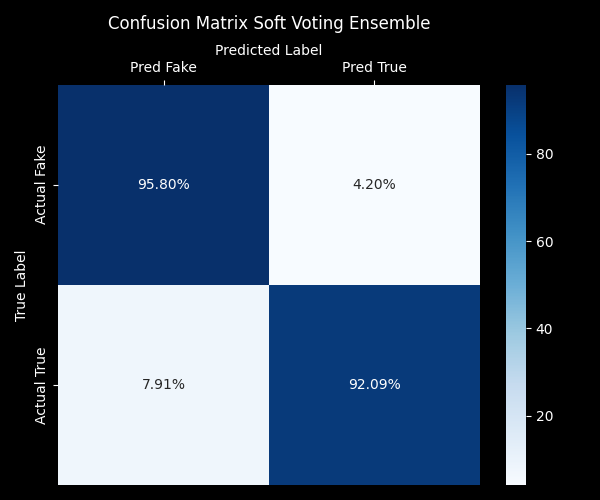 Confusion Matrix Soft Voting Ensemble
Predicted Label
Pred Fake Pred True
True Label
Actual Fake
95.80% 4.20%
Actual True
7.91% 92.09%
80
60
40
20